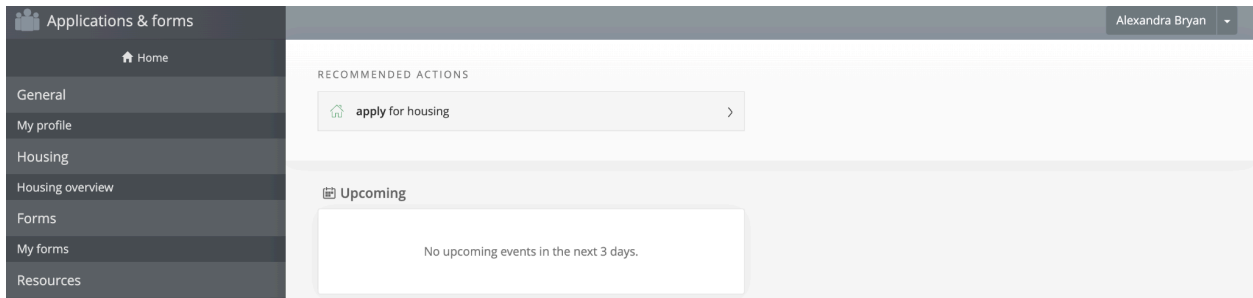 Applications & forms
Alexandra Bryan
Home
General
My profile
Housing
Housing overview
Forms
My forms
Resources
RECOMMENDED ACTIONS
apply for housing
Upcoming
No upcoming events in the next 3 days.